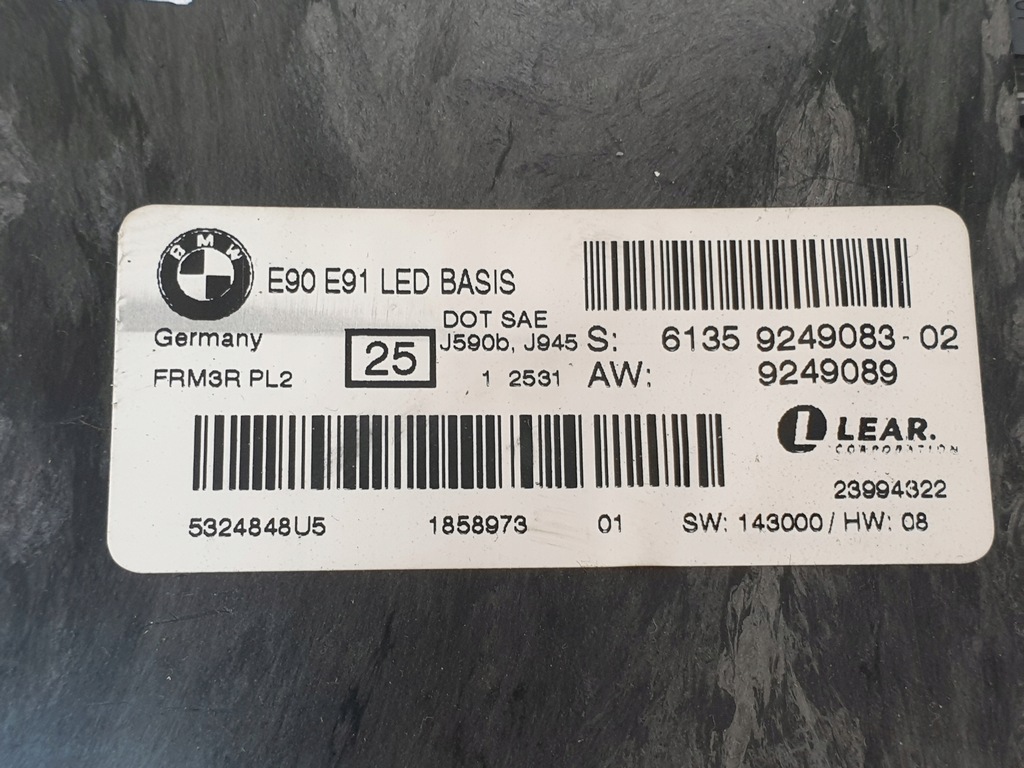 BMW
E90 E91 LED BASIS
Germany
DOT SAE
J590b, J945
25
FRM3R PL2
1 2531
S: 6135 9249083-02
AW: 9249089
L LEAR.
CORPORATION
23994322
5324848U5 1858973 01 SW: 143000/HW: 08